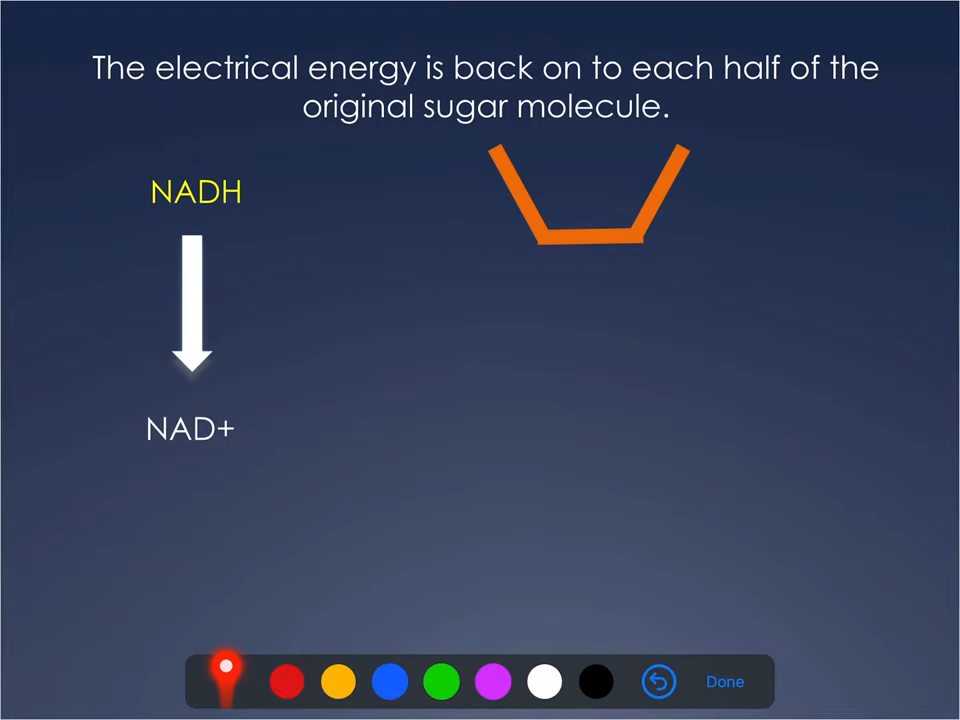 The electrical energy is back on to each half of the
original sugar molecule.
NADH
NAD+
Done